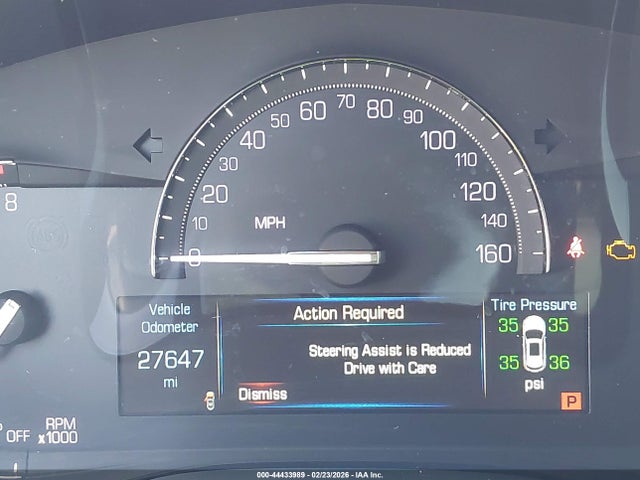 60 70 80
50 90
40 100
30 110
20 120
10 MPH 140
0 160
8
Vehicle
Odometer
27647
mi
Action Required
Steering Assist is Reduced
Drive with Care
Dismiss
Tire Pressure
35 35
35 36
psi
P
OFF
RPM
x1000
000-44433989 - 02/23/2026 - IAA Inc.